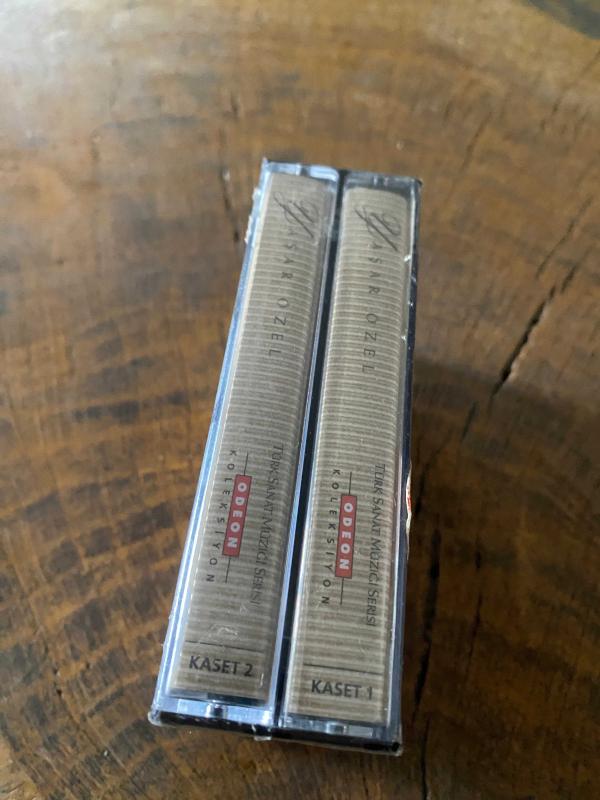 YAŞAR ÖZEL
TÜRK SANAT MÜZİĞİ SERİSİ
ODEON
KOLEKSİYON
KASET 2
YAŞAR ÖZEL
TÜRK SANAT MÜZİĞİ SERİSİ
ODEON
KOLEKSİYON
KASET 1